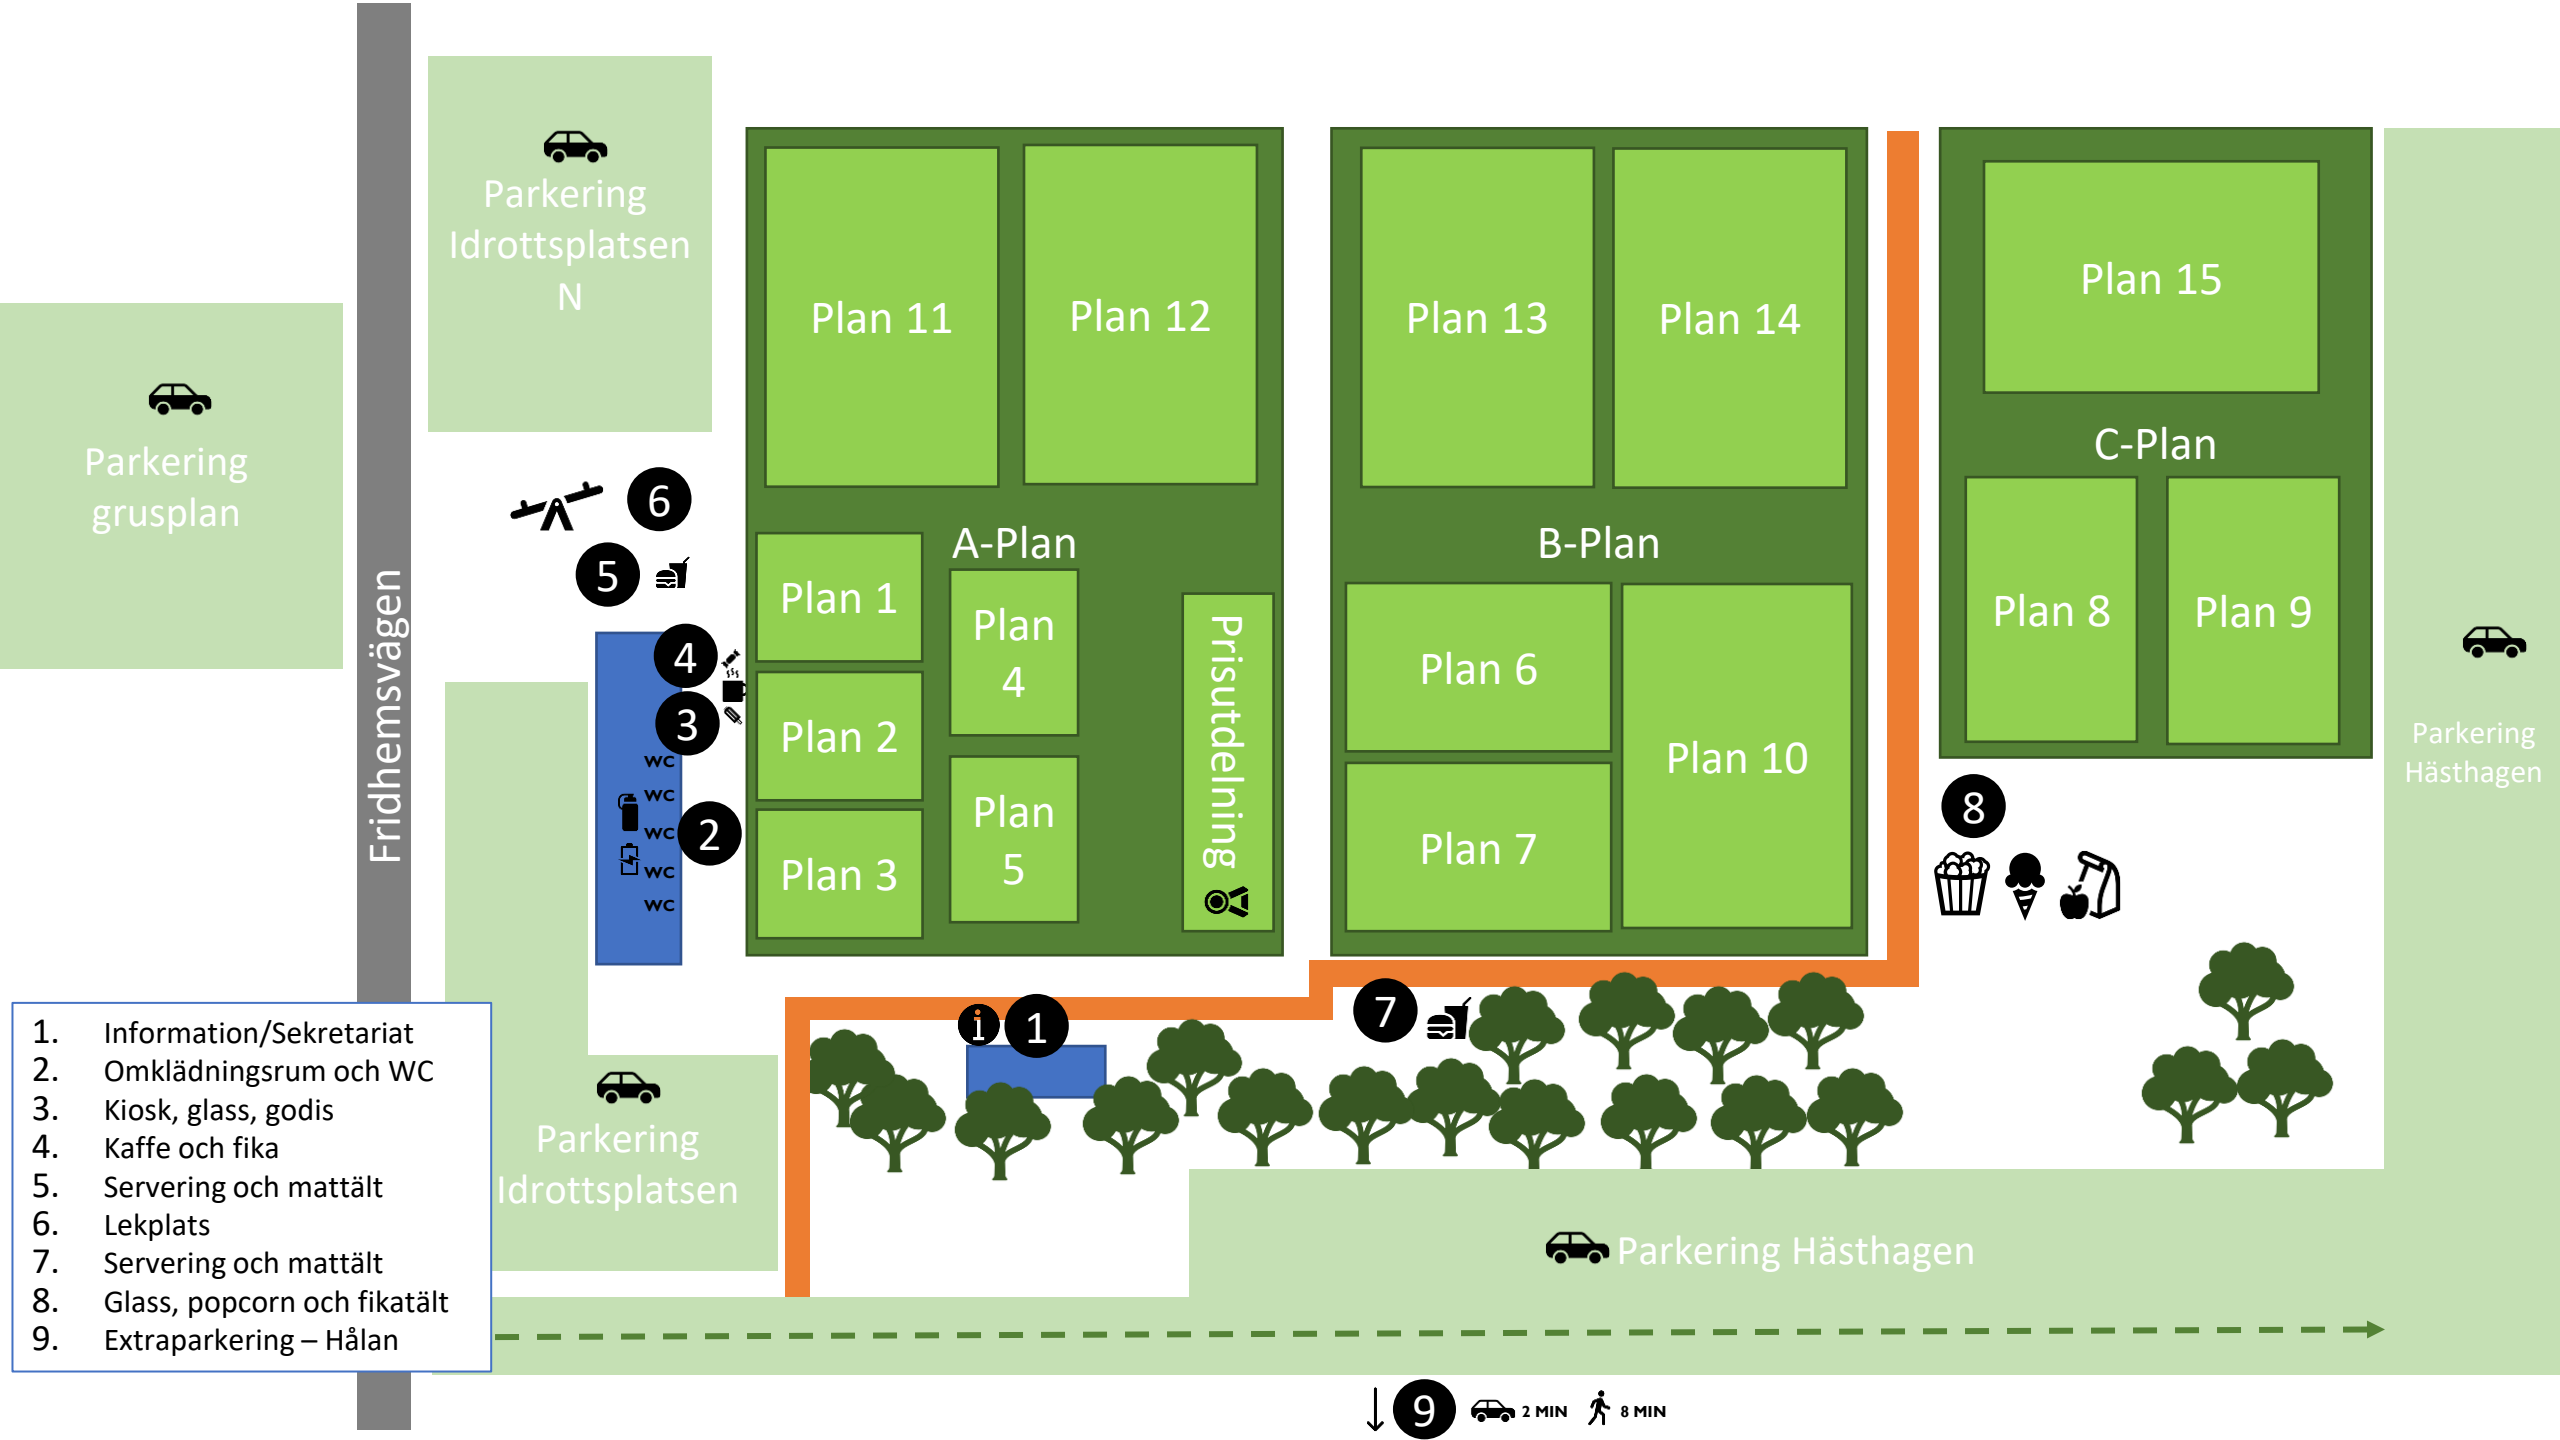 Parkering
Idrottsplatsen
N
Parkering
grusplan
Fridhemsvägen
Plan 11
Plan 12
A-Plan
Plan 1
Plan 2
Plan 3
Plan
4
Plan
5
Prisutdelning
Plan 13
Plan 14
B-Plan
Plan 6
Plan 7
Plan 10
Plan 15
C-Plan
Plan 8
Plan 9
Parkering
Hästhagen
6
5
4
3
WC
WC
WC
WC
WC
2
8
i
1
7
Parkering
Idrottsplatsen
Parkering Hästhagen
1. Information/Sekretariat
2. Omklädningsrum och WC
3. Kiosk, glass, godis
4. Kaffe och fika
5. Servering och mattält
6. Lekplats
7. Servering och mattält
8. Glass, popcorn och fikatält
9. Extraparkering – Hålan
9 2 MIN 8 MIN